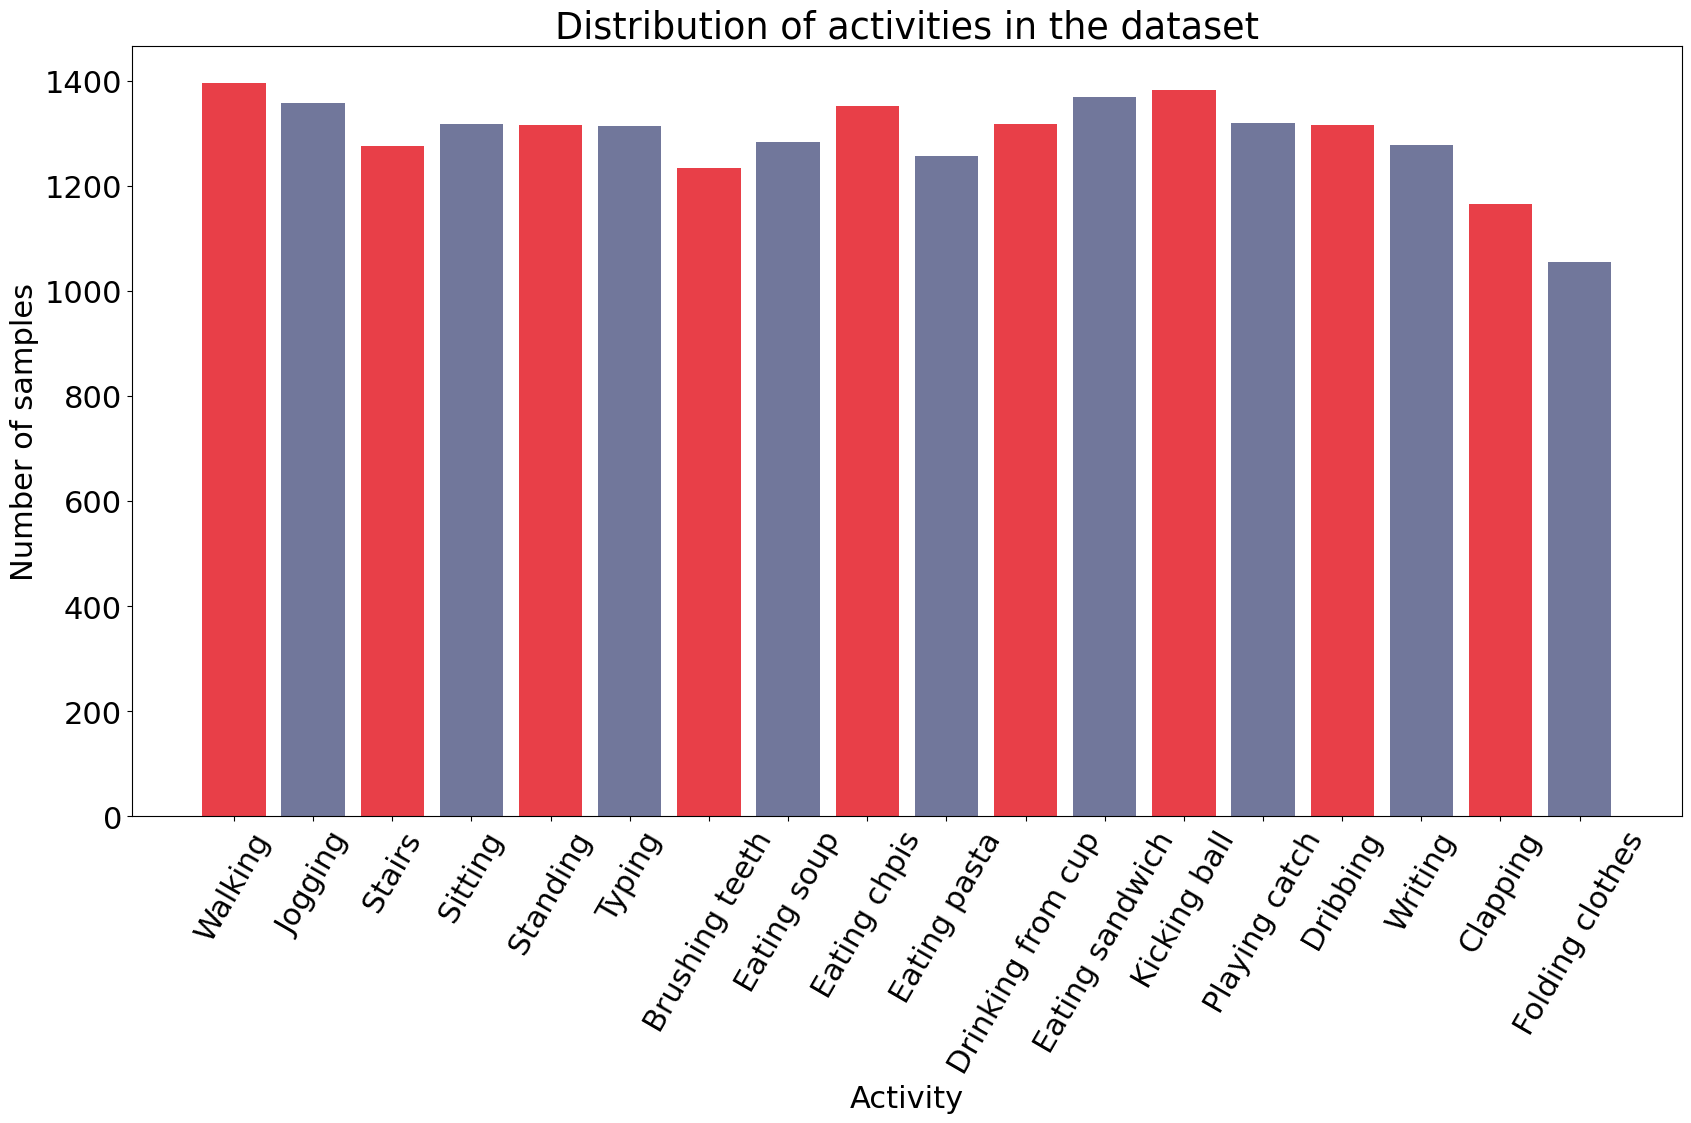 Distribution of activities in the dataset
Number of samples
1400
1200
1000
800
600
400
200
0
Walking
Jogging
Stairs
Sitting
Standing
Typing
Brushing teeth
Eating soup
Eating chpis
Eating pasta
Drinking from cup
Eating sandwich
Kicking ball
Playing catch
Dribbing
Writing
Clapping
Folding clothes
Activity